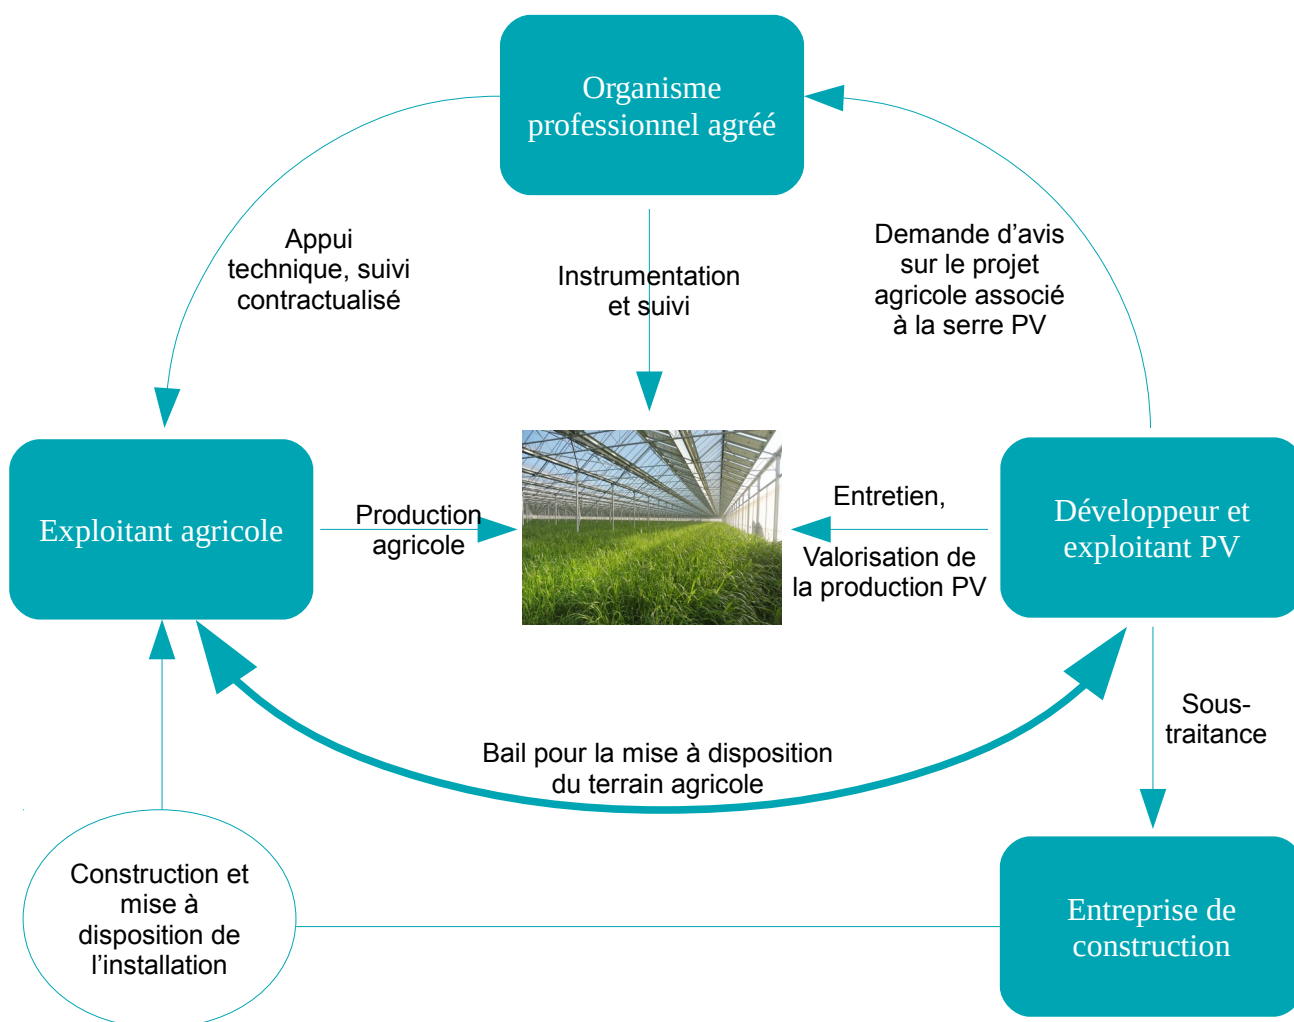 Organisme
professionnel agréé
Appui
technique, suivi
contractualisé
Instrumentation
et suivi
Demande d'avis
sur le projet
agricole associé
à la serre PV
Exploitant agricole
Production
agricole
Entretien,
Valorisation de
la production PV
Développeur et
exploitant PV
Sous-
traitance
Bail pour la mise à disposition
du terrain agricole
Construction et
mise à
disposition de
l'installation
Entreprise de
construction